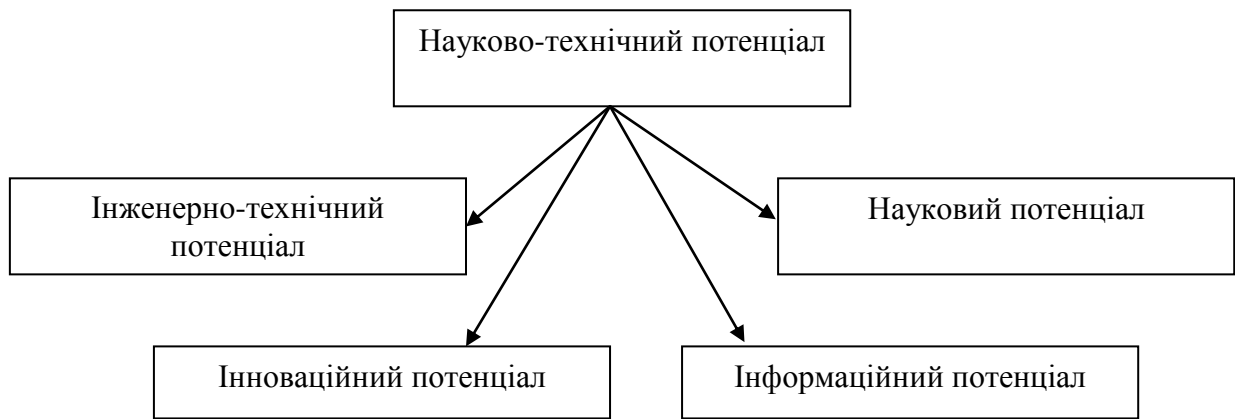 Науково-технічний потенціал
Інженерно-технічний
потенціал
Науковий потенціал
Інноваційний потенціал
Інформаційний потенціал